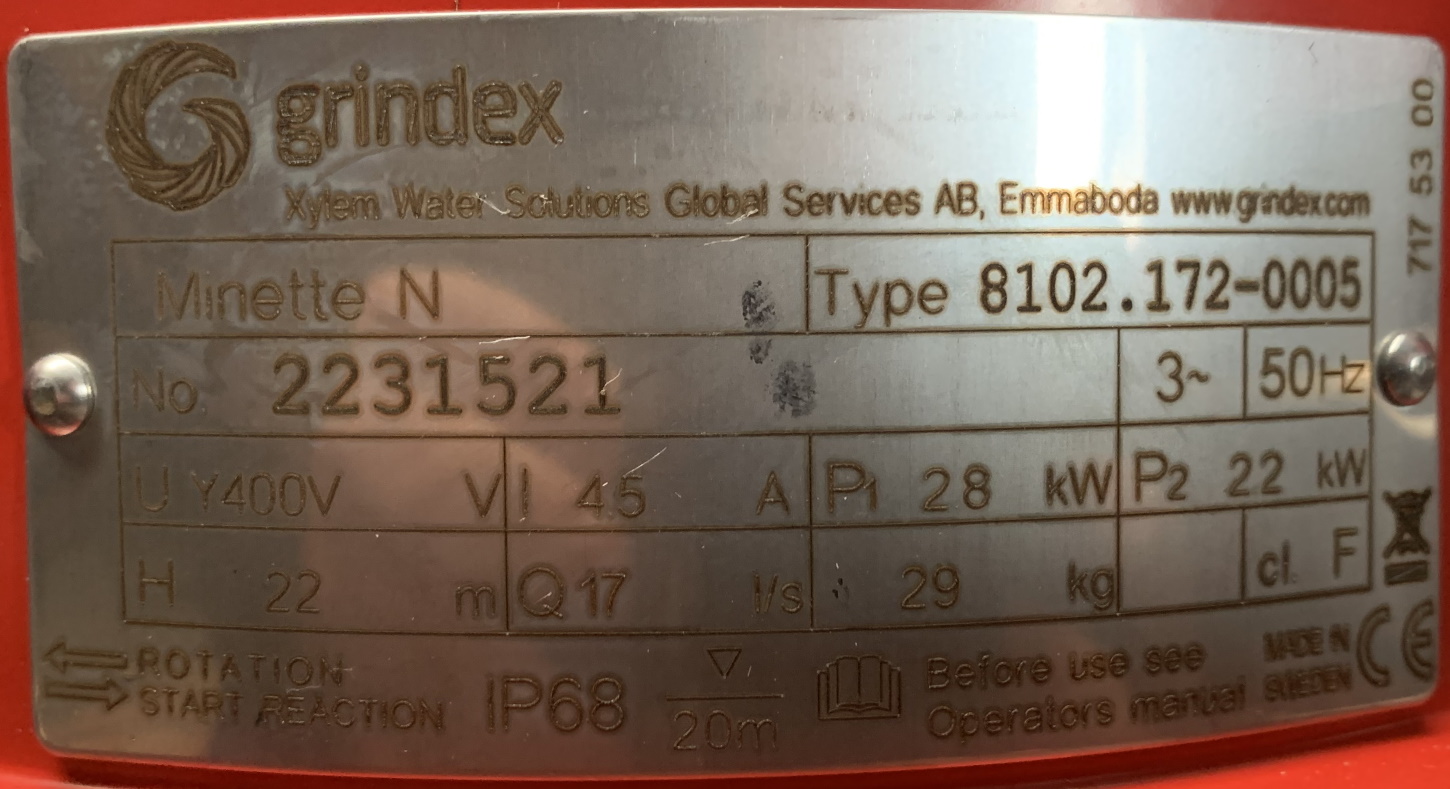 grindex
Xylem Water Solutions Global Services AB, Emmaboda www.grindex.com
717 53 00
Minette N Type 8102.172-0005
No. 2231521 3~ 50Hz
U Y400V V I 4.5 A P1 2.8 kW P2 2.2 kW
H 22 m Q 17 l/s 29 kg cl. F
ROTATION
START REACTION
IP68
20m
Before use see
Operators manual
MADE IN
SWEDEN
CE